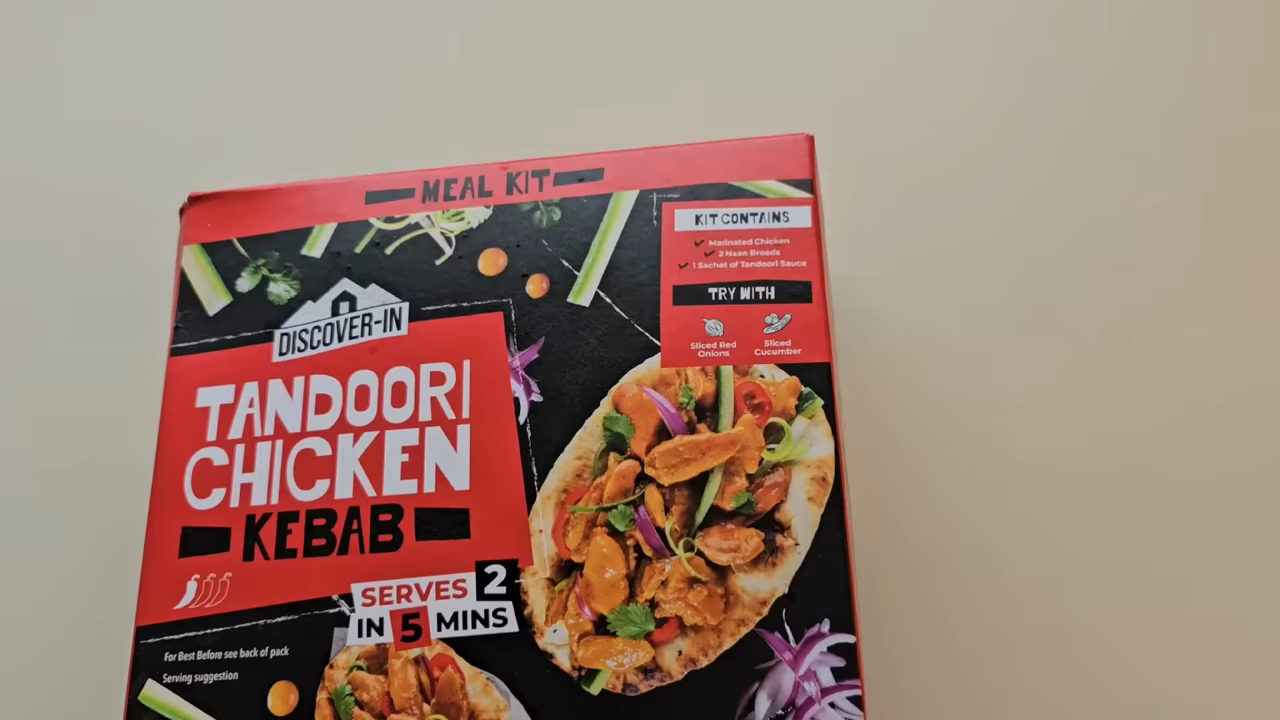 MEAL KIT
KIT CONTAINS
Marinated Chicken
2 Naan Breads
1 Sachet of Tandoori Sauce
TRY WITH
Sliced Red
Onions
Sliced
Cucumber
DISCOVER-IN
TANDOORI
CHICKEN
KEBAB
SERVES 2
IN 5 MINS
For Best Before see back of pack
Serving suggestion